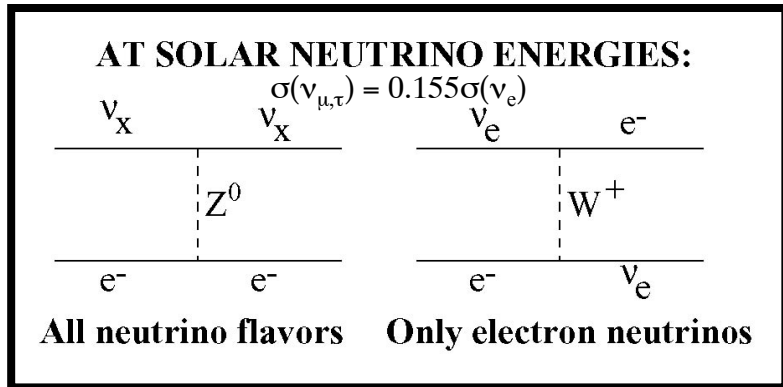 AT SOLAR NEUTRINO ENERGIES:
σ(ν_μ,τ) = 0.155σ(ν_e)
ν_x ν_x ν_e e⁻
Z⁰ W⁺
e⁻ e⁻ e⁻ ν_e
All neutrino flavors Only electron neutrinos